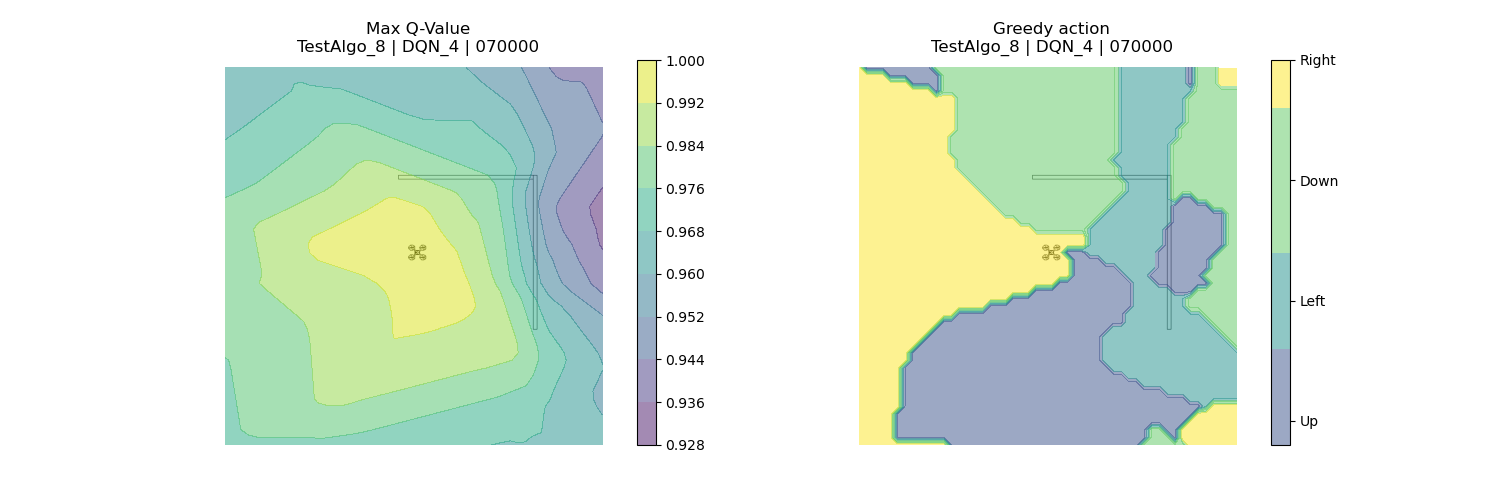 Max Q-Value
TestAlgo_8 | DQN_4 | 070000
1.000
0.992
0.984
0.976
0.968
0.960
0.952
0.944
0.936
0.928
Greedy action
TestAlgo_8 | DQN_4 | 070000
Right
Down
Left
Up